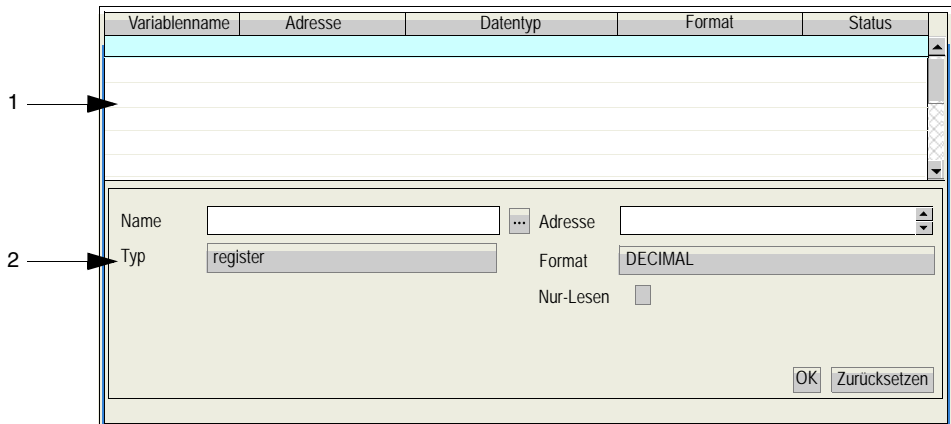 Variablenname Adresse Datentyp Format Status
1
Name ... Adresse
2 Typ register Format DECIMAL
Nur-Lesen
OK Zurücksetzen